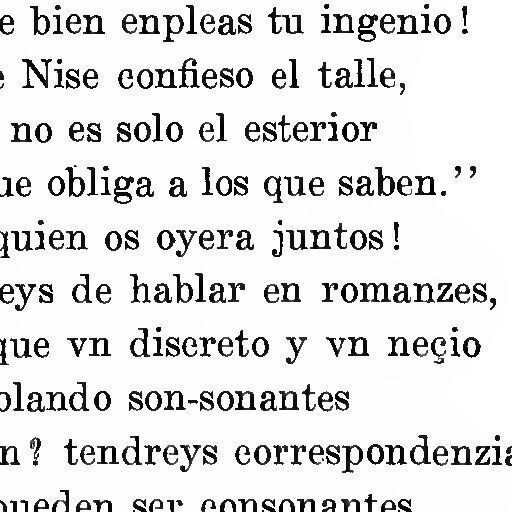 e bien enpleas tu ingenio!
Nise confieso el talle,
no es solo el esterior
ue obliga a los que saben.”
quien os oyera juntos!
eys de hablar en romanzes,
que vn discreto y vn neçio
blando son-sonantes
n? tendreys correspondenzia
pueden ser consonantes